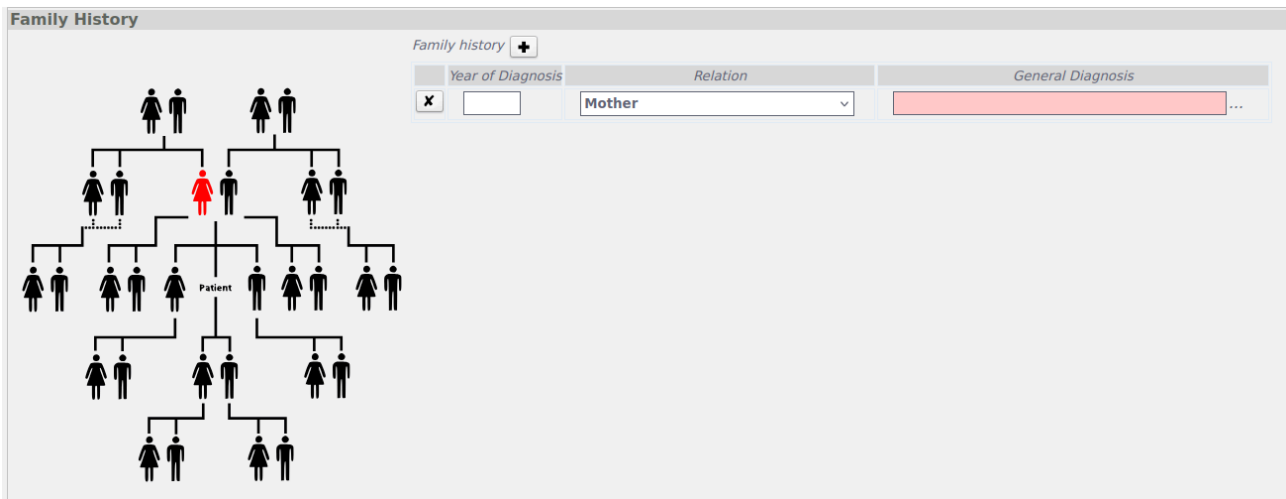 Family History
Family history
Year of Diagnosis Relation General Diagnosis
Mother ...
Patient